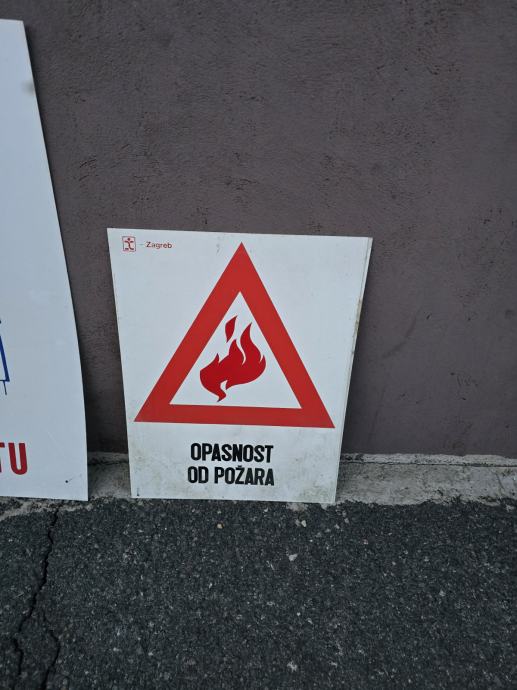 - Zagreb
OPASNOST
OD POŽARA
TU